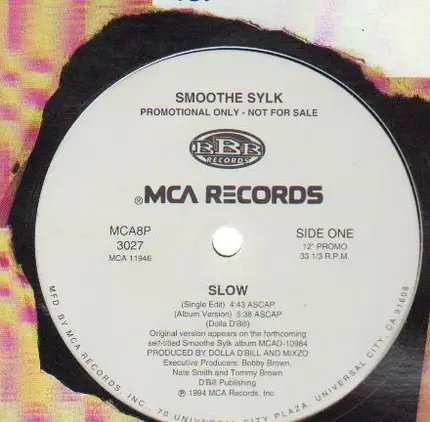 SMOOTHE SYLK
PROMOTIONAL ONLY - NOT FOR SALE
BBB
RECORDS
®MCA RECORDS
MCA8P
3027
MCA 11946
SIDE ONE
12" PROMO
33 1/3 R.P.M.
SLOW
(Single Edit) 4:43 ASCAP
(Album Version) 5:38 ASCAP
(Dolla D'Bill)
Original version appears on the forthcoming
self-titled Smoothe Sylk album MCAD-10984
PRODUCED BY DOLLA D'BILL AND MIXZO
Executive Producers: Bobby Brown,
Nate Smith and Tommy Brown
D'Bill Publishing
℗ 1994 MCA Records, Inc.
MFD. BY MCA RECORDS, INC., 70 UNIVERSAL CITY PLAZA, UNIVERSAL CITY, CA 91608